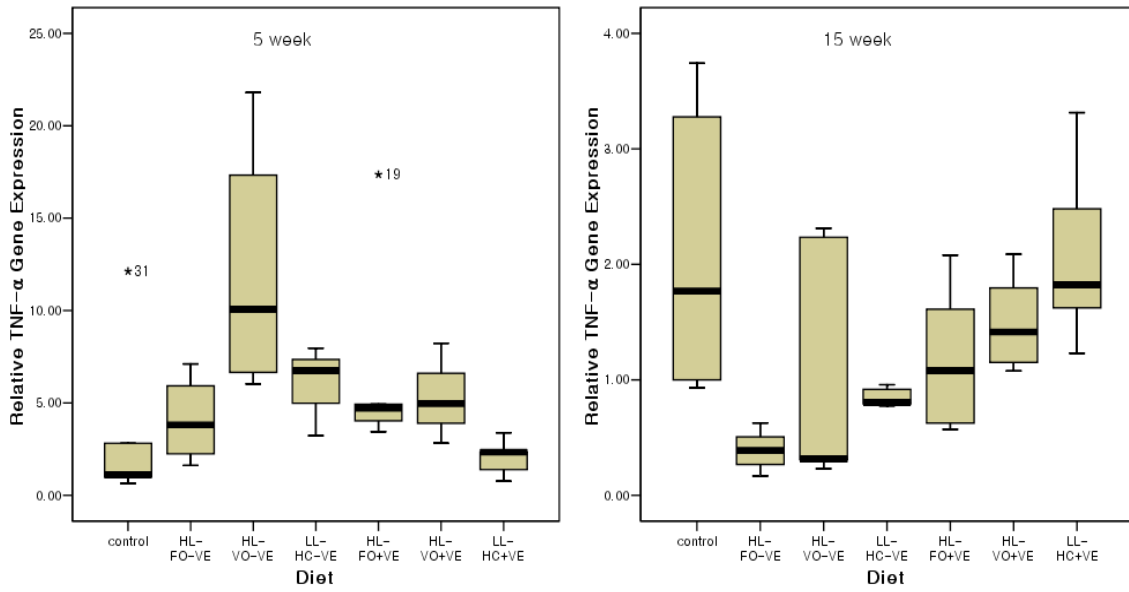 5 week
Relative TNF-α Gene Expression
25.00
20.00
15.00
10.00
5.00
0.00
*31
*19
control
HL-
FO-VE
HL-
VO-VE
LL-
HC-VE
HL-
FO+VE
HL-
VO+VE
LL-
HC+VE
Diet
15 week
Relative TNF-α Gene Expression
4.00
3.00
2.00
1.00
0.00
control
HL-
FO-VE
HL-
VO-VE
LL-
HC-VE
HL-
FO+VE
HL-
VO+VE
LL-
HC+VE
Diet